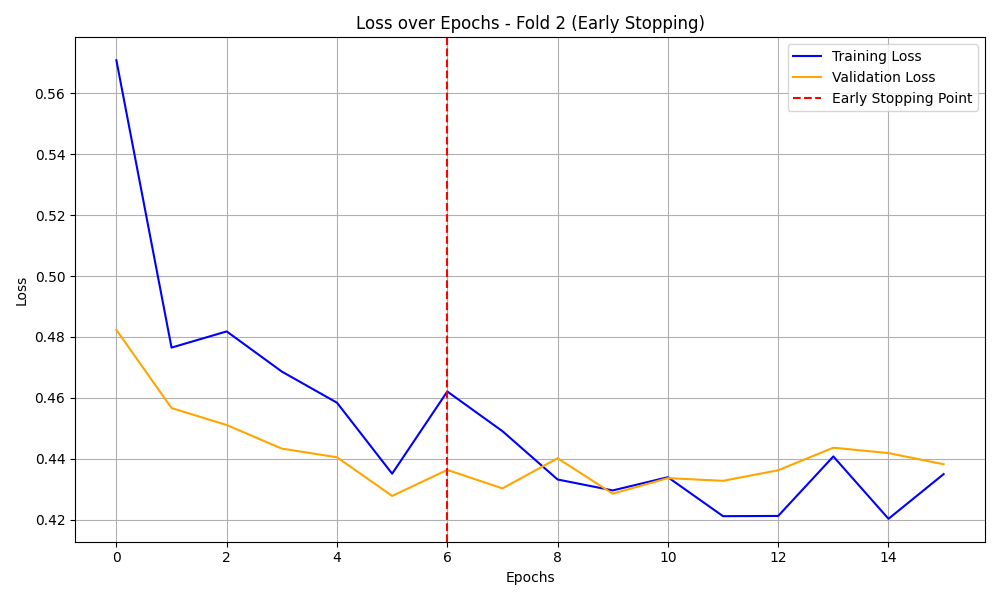 Loss over Epochs - Fold 2 (Early Stopping)
Training Loss
Validation Loss
Early Stopping Point
Loss
0.56
0.54
0.52
0.50
0.48
0.46
0.44
0.42
0 2 4 6 8 10 12 14
Epochs